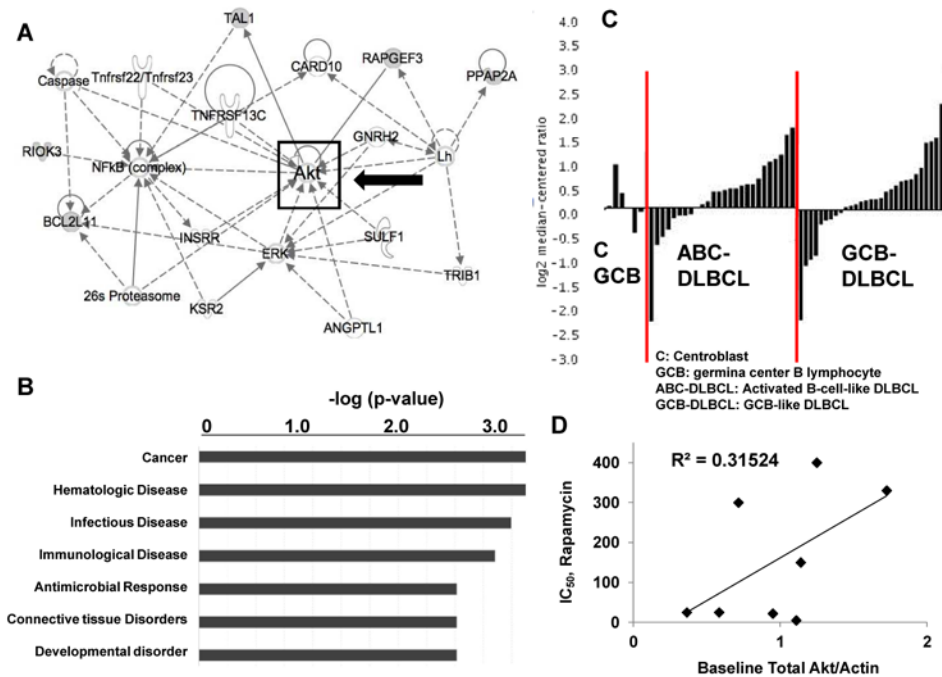 A
TAL1
CARD10
RAPGEF3
PPAP2A
Caspase
Tnfrsf22/Tnfrsf23
TNFRSF13C
GNRH2
RIOK3
NFkB (complex)
Akt
Lh
BCL2L11
INSRR
ERK
SULF1
TRIB1
26s Proteasome
KSR2
ANGPTL1
B
-log (p-value)
0 1.0 2.0 3.0
Cancer
Hematologic Disease
Infectious Disease
Immunological Disease
Antimicrobial Response
Connective tissue Disorders
Developmental disorder
C
log2 median-centered ratio
4.0
3.5
3.0
2.5
2.0
1.5
1.0
0.5
0.0
-0.5
-1.0
-1.5
-2.0
-2.5
-3.0
C
GCB
ABC-
DLBCL
GCB-
DLBCL
C: Centroblast
GCB: germina center B lymphocyte
ABC-DLBCL: Activated B-cell-like DLBCL
GCB-DLBCL: GCB-like DLBCL
D
R² = 0.31524
IC₅₀, Rapamycin
400
300
200
100
0
0 1 2
Baseline Total Akt/Actin